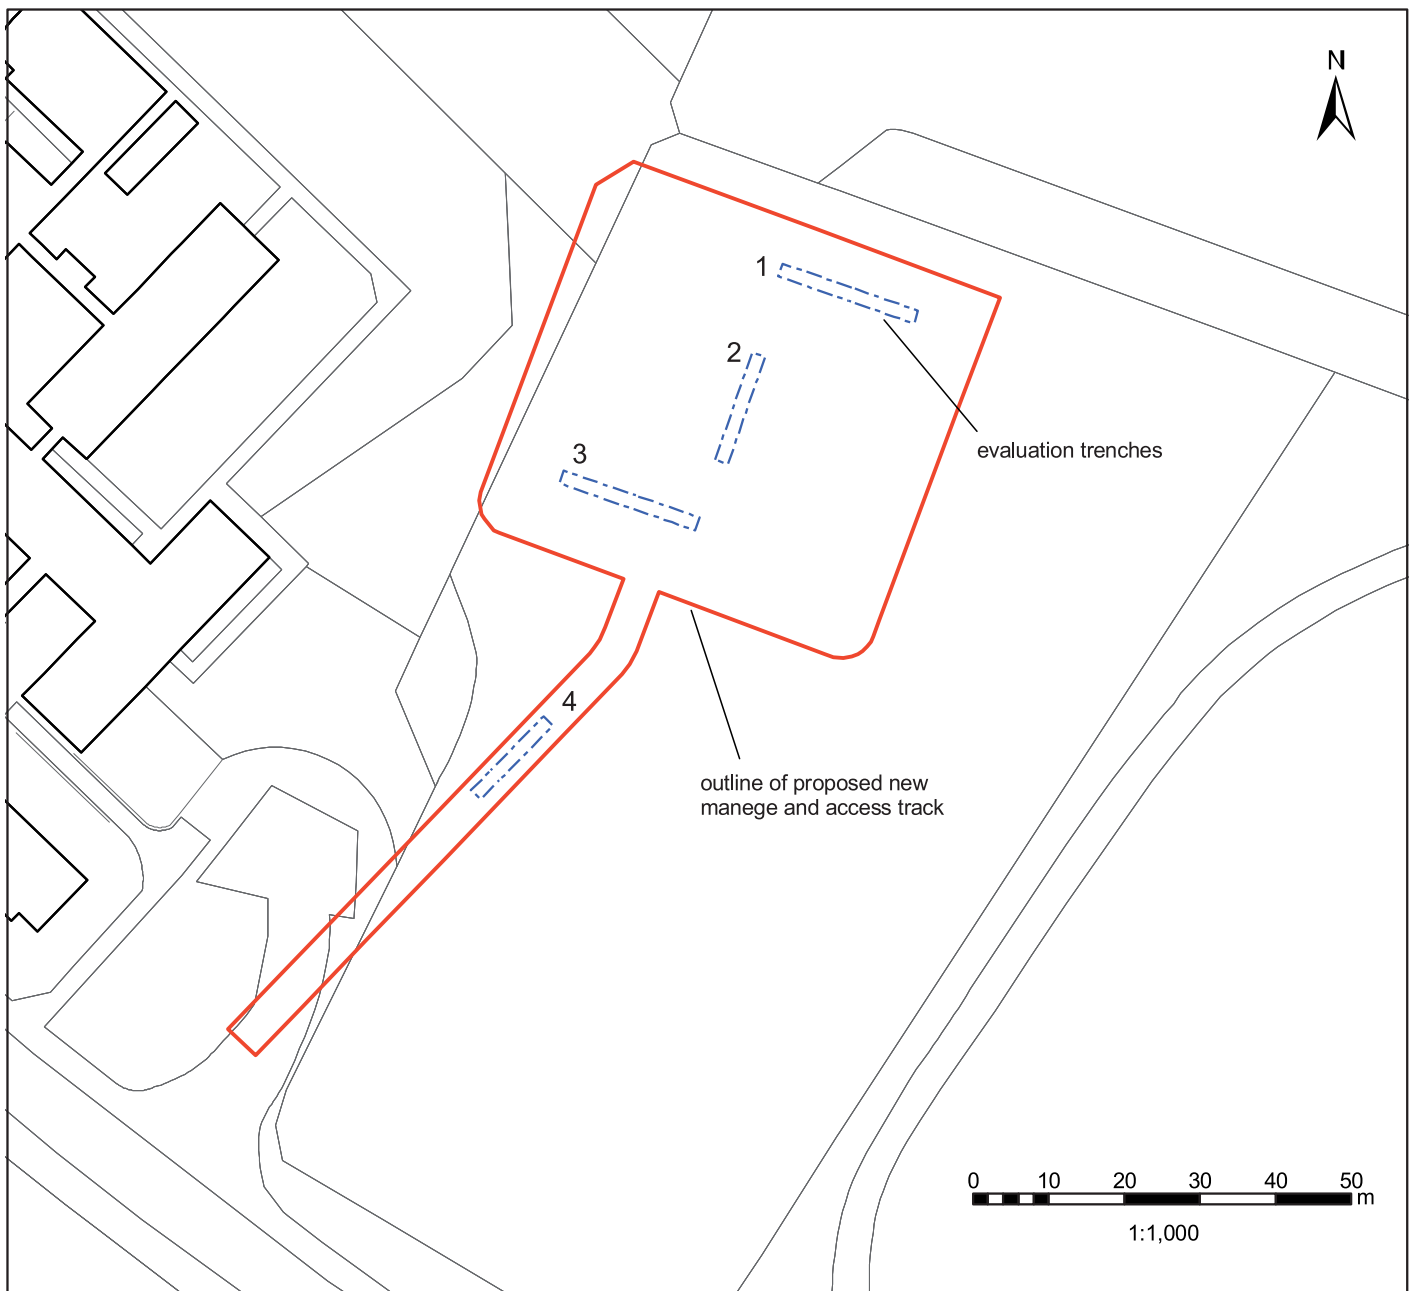 N
1
2
evaluation trenches
3
4
outline of proposed new
manege and access track
0 10 20 30 40 50
m
1:1,000